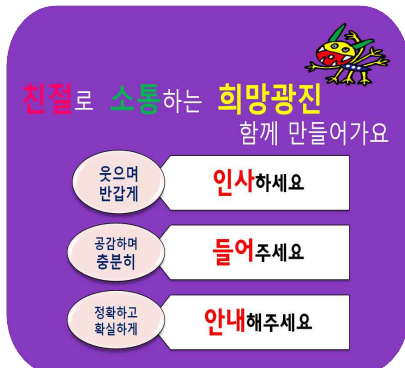 친절로 소통하는 희망광진
함께 만들어가요
웃으며
반갑게
인사하세요
공감하며
충분히
들어주세요
정확하고
확실하게
안내해주세요